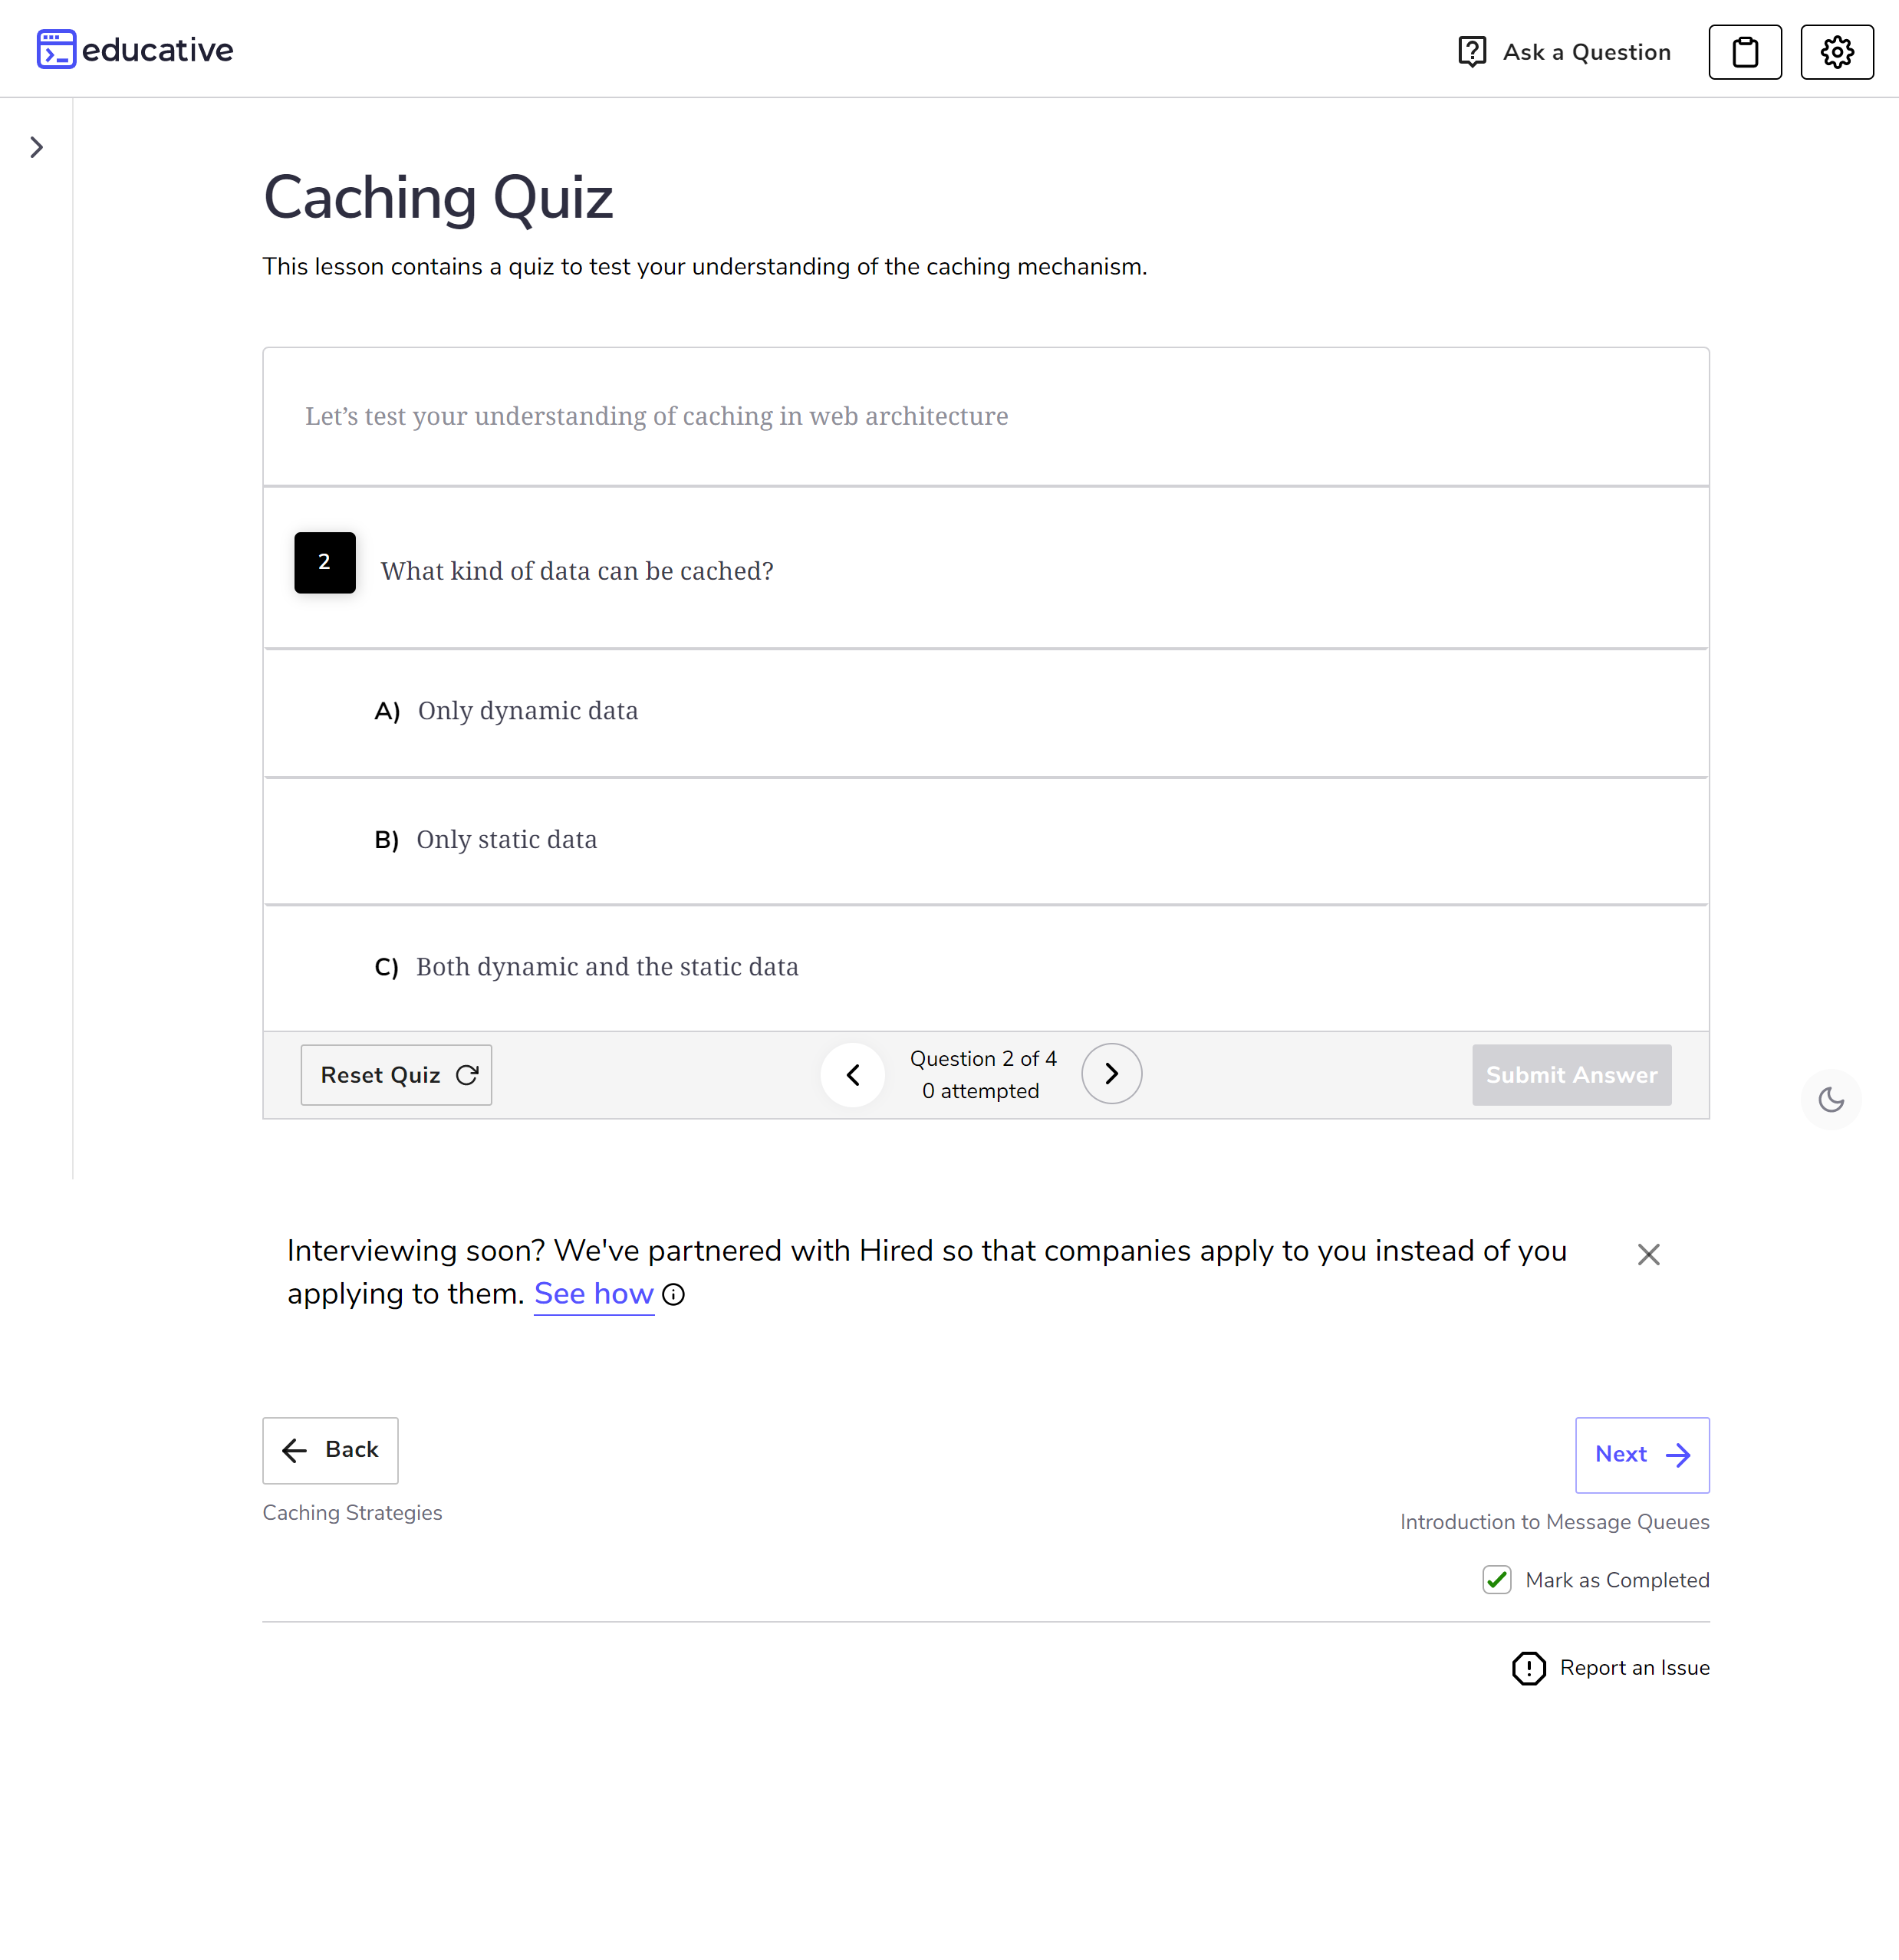 educative
Ask a Question
Caching Quiz
This lesson contains a quiz to test your understanding of the caching mechanism.
Let’s test your understanding of caching in web architecture
2
What kind of data can be cached?
A) Only dynamic data
B) Only static data
C) Both dynamic and the static data
Reset Quiz
Question 2 of 4
0 attempted
Submit Answer
Interviewing soon? We've partnered with Hired so that companies apply to you instead of you
applying to them. See how
Back
Next
Caching Strategies
Introduction to Message Queues
Mark as Completed
Report an Issue